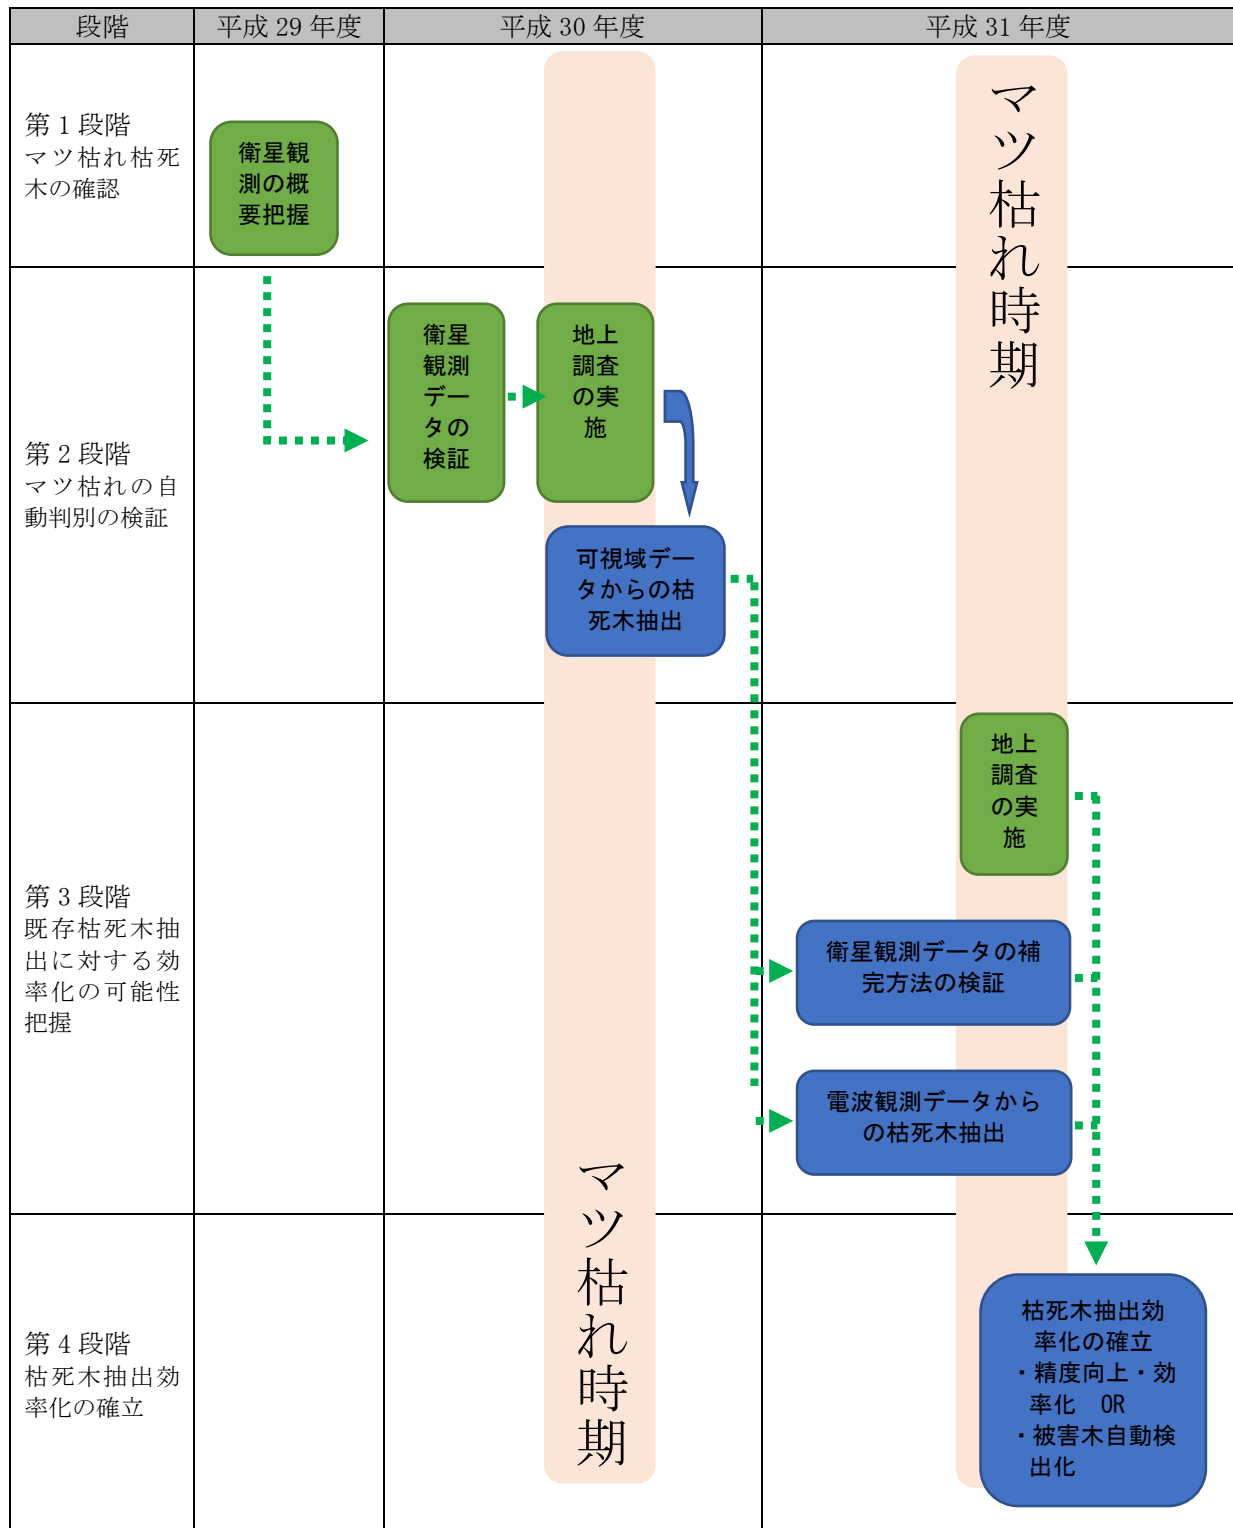 段階
平成 29 年度
平成 30 年度
平成 31 年度
第 1 段階
マツ枯れ枯死
木の確認
衛星観
測の概
要把握
マツ枯れ時期
第 2 段階
マツ枯れの自
動判別の検証
衛星
観測
デー
タの
検証
地上
調査
の実
施
可視域デー
タからの枯
死木抽出
第 3 段階
既存枯死木抽
出に対する効
率化の可能性
把握
地上
調査
の実
施
衛星観測データの補
完方法の検証
電波観測データから
の枯死木抽出
マツ枯れ時期
第 4 段階
枯死木抽出効
率化の確立
枯死木抽出効
率化の確立
・精度向上・効
率化　OR
・被害木自動検
出化